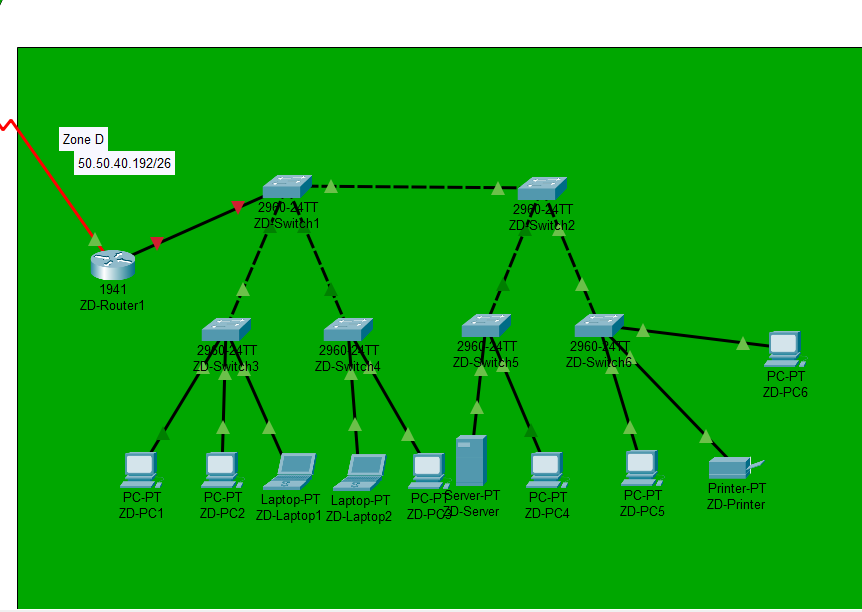 Zone D
50.50.40.192/26
2960-24TT
ZD-Switch1
2960-24TT
ZD-Switch2
1941
ZD-Router1
2960-24TT
ZD-Switch3
2960-24TT
ZD-Switch4
2960-24TT
ZD-Switch5
2960-24TT
ZD-Switch6
PC-PT
ZD-PC6
PC-PT
ZD-PC1
PC-PT
ZD-PC2
Laptop-PT
ZD-Laptop1
Laptop-PT
ZD-Laptop2
PC-PT
ZD-PC3
Server-PT
ZD-Server
PC-PT
ZD-PC4
PC-PT
ZD-PC5
Printer-PT
ZD-Printer